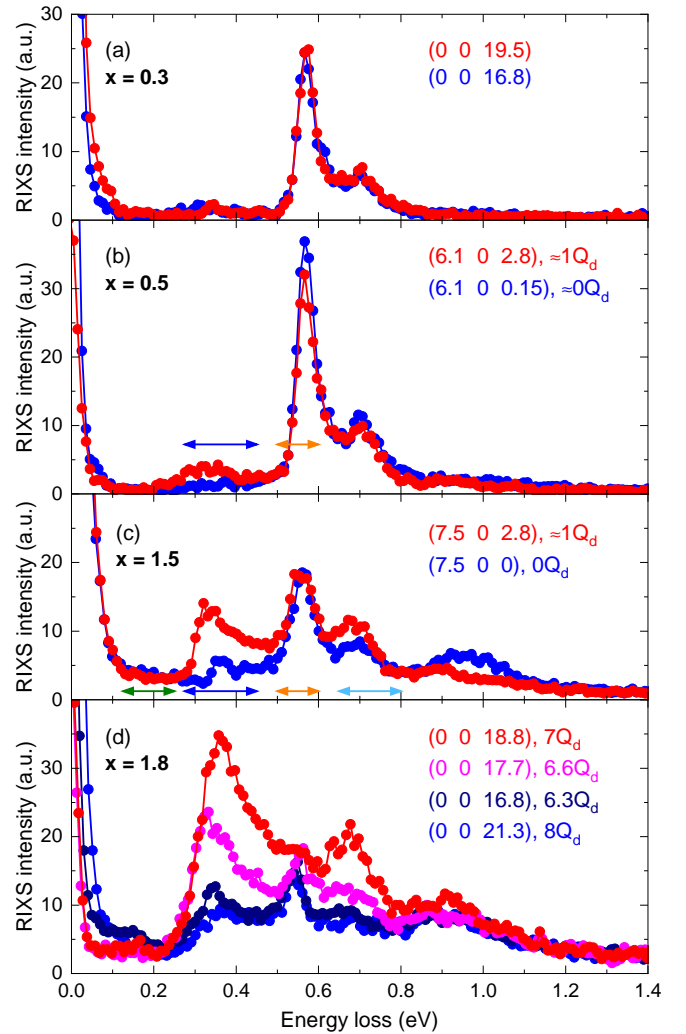 (a)
x = 0.3
(0 0 19.5)
(0 0 16.8)
RIXS intensity (a.u.)
30
20
10
0
(b)
x = 0.5
(6.1 0 2.8), ≈1Q_d
(6.1 0 0.15), ≈0Q_d
RIXS intensity (a.u.)
30
20
10
0
(c)
x = 1.5
(7.5 0 2.8), ≈1Q_d
(7.5 0 0), 0Q_d
RIXS intensity (a.u.)
20
10
0
(d)
x = 1.8
(0 0 18.8), 7Q_d
(0 0 17.7), 6.6Q_d
(0 0 16.8), 6.3Q_d
(0 0 21.3), 8Q_d
RIXS intensity (a.u.)
30
20
10
0
0.0 0.2 0.4 0.6 0.8 1.0 1.2 1.4
Energy loss (eV)